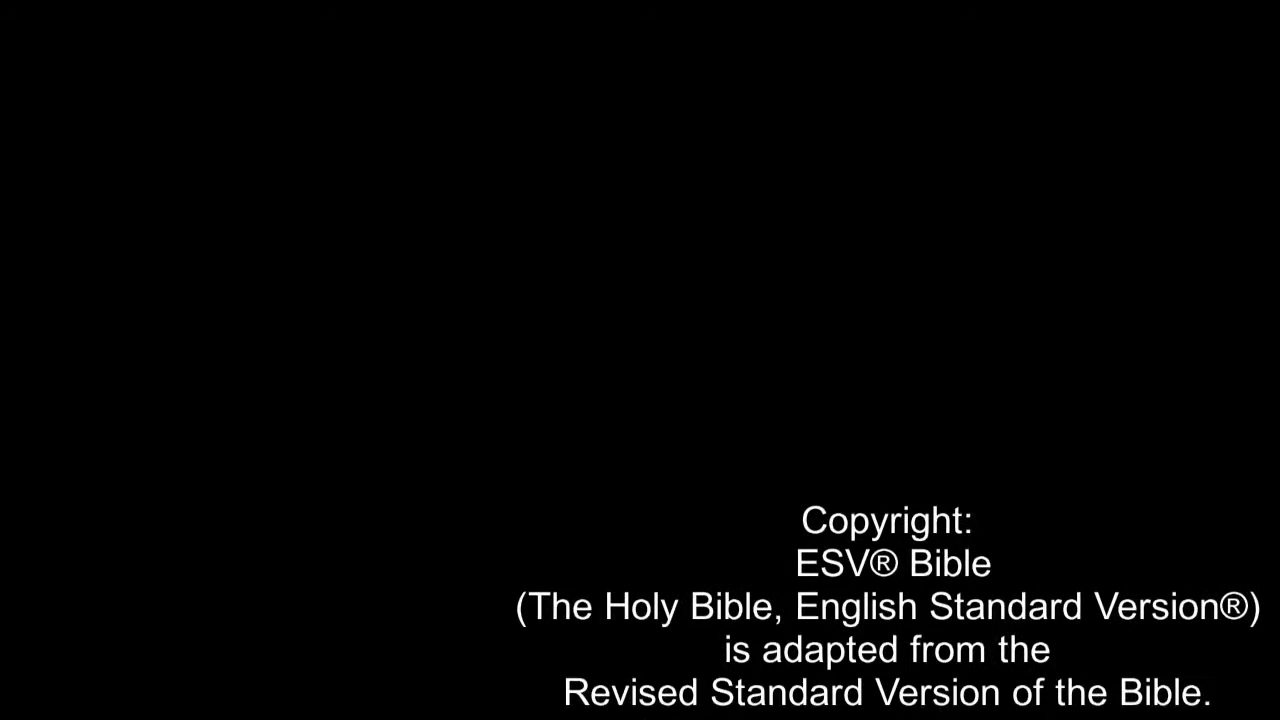 Copyright:
ESV® Bible
(The Holy Bible, English Standard Version®)
is adapted from the
Revised Standard Version of the Bible.